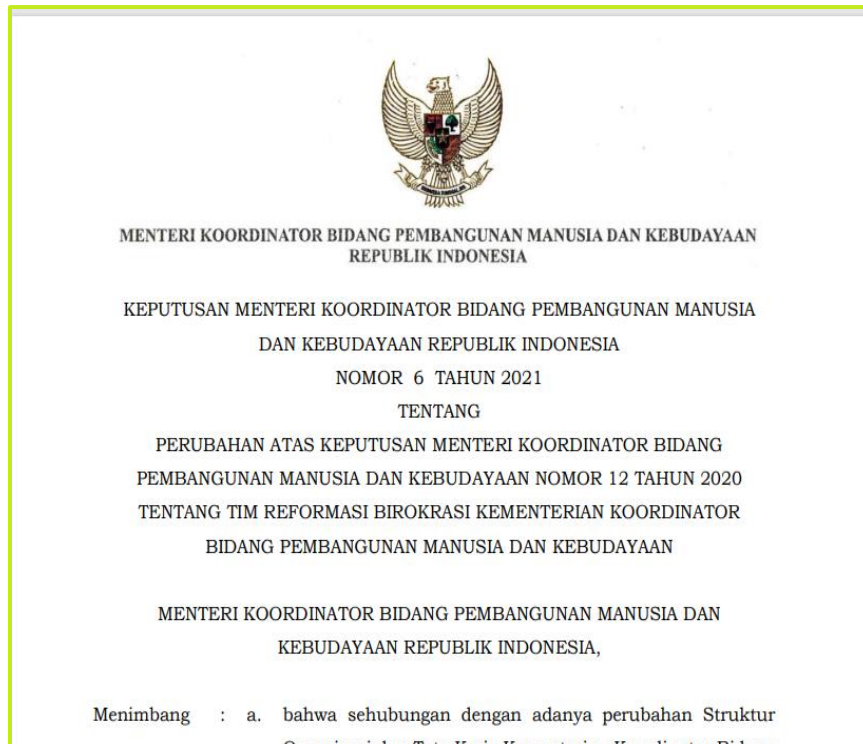 MENTERI KOORDINATOR BIDANG PEMBANGUNAN MANUSIA DAN KEBUDAYAAN
REPUBLIK INDONESIA
KEPUTUSAN MENTERI KOORDINATOR BIDANG PEMBANGUNAN MANUSIA
DAN KEBUDAYAAN REPUBLIK INDONESIA
NOMOR 6 TAHUN 2021
TENTANG
PERUBAHAN ATAS KEPUTUSAN MENTERI KOORDINATOR BIDANG
PEMBANGUNAN MANUSIA DAN KEBUDAYAAN NOMOR 12 TAHUN 2020
TENTANG TIM REFORMASI BIROKRASI KEMENTERIAN KOORDINATOR
BIDANG PEMBANGUNAN MANUSIA DAN KEBUDAYAAN
MENTERI KOORDINATOR BIDANG PEMBANGUNAN MANUSIA DAN
KEBUDAYAAN REPUBLIK INDONESIA,
Menimbang : a. bahwa sehubungan dengan adanya perubahan Struktur